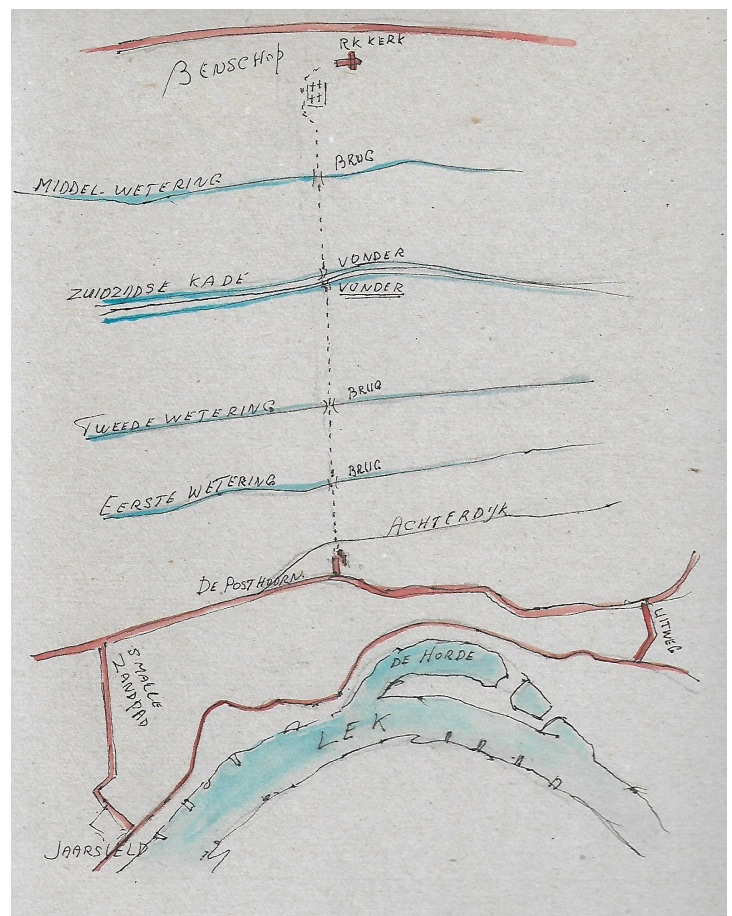 RK KERK
BENSCHOP
BRUG
MIDDEL-WETERING
VONDER
ZUIDZIJDSE KADE
VONDER
BRUG
TWEEDE WETERING
BRUG
EERSTE WETERING
ACHTERDIJK
DE POSTHOORN.
UITWEG
SMALLE
ZANDPAD
DE HORDE
LEK
JAARSVELD